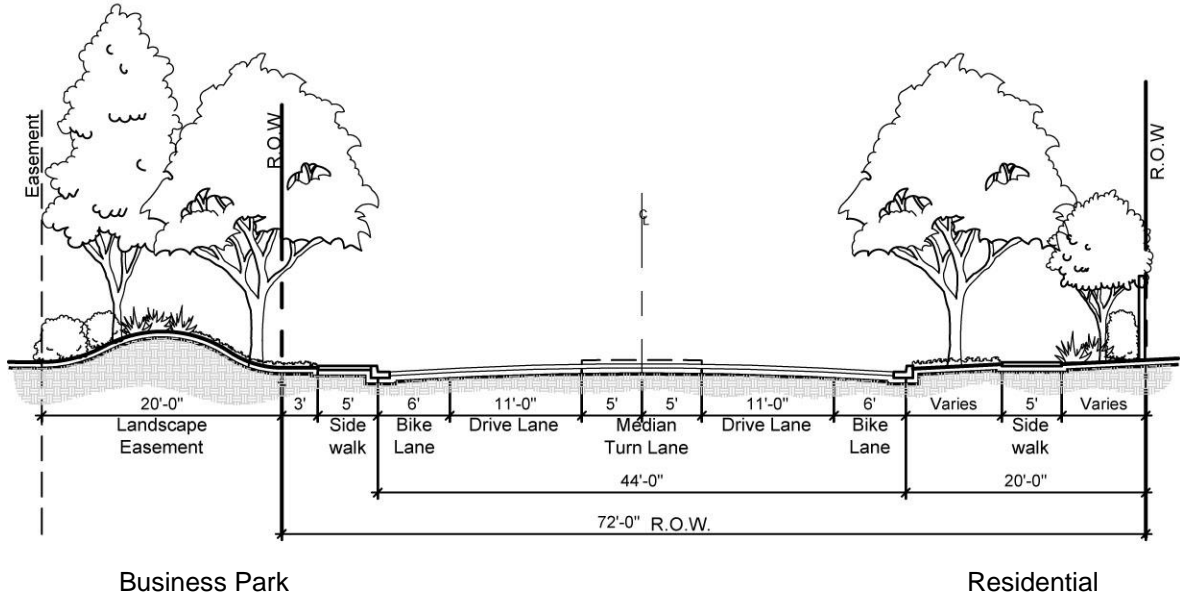 Easement
R.O.W
℄
R.O.W
20'-0" 3' 5' 6' 11'-0" 5' 5' 11'-0" 6' Varies 5' Varies
Landscape Side Bike Drive Lane Median Drive Lane Bike Side
Easement walk Lane Turn Lane Lane walk
44'-0" 20'-0"
72'-0" R.O.W.
Business Park Residential